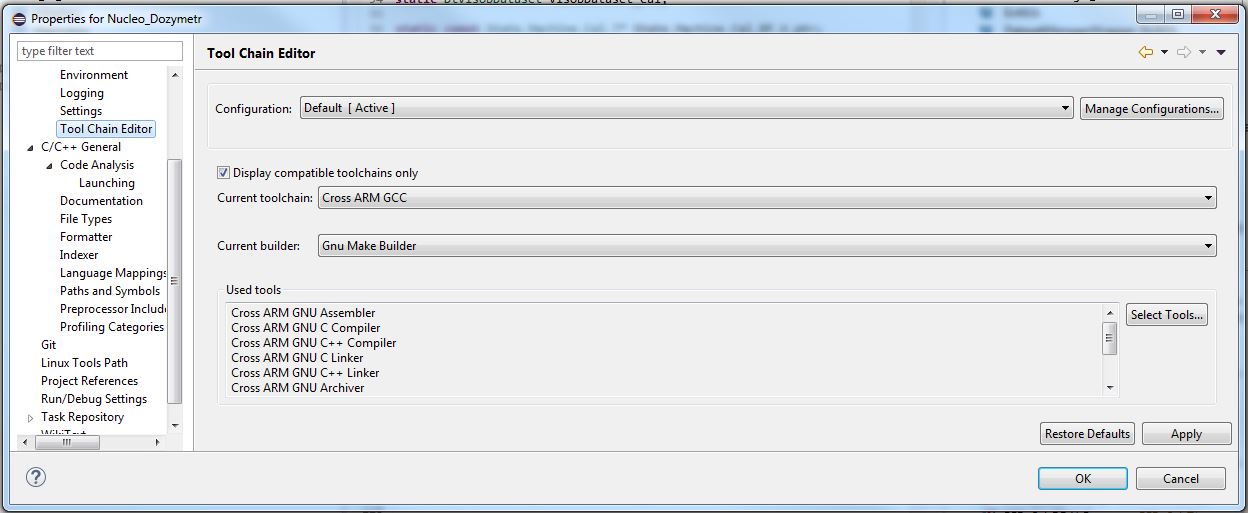 Properties for Nucleo_Dozymetr
type filter text
Environment
Logging
Settings
Tool Chain Editor
C/C++ General
Code Analysis
Launching
Documentation
File Types
Formatter
Indexer
Language Mappings
Paths and Symbols
Preprocessor Includ
Profiling Categories
Git
Linux Tools Path
Project References
Run/Debug Settings
Task Repository
WikiText
Tool Chain Editor
Configuration: Default [ Active ] Manage Configurations...
Display compatible toolchains only
Current toolchain: Cross ARM GCC
Current builder: Gnu Make Builder
Used tools
Cross ARM GNU Assembler
Cross ARM GNU C Compiler
Cross ARM GNU C++ Compiler
Cross ARM GNU C Linker
Cross ARM GNU C++ Linker
Cross ARM GNU Archiver
Select Tools...
Restore Defaults Apply
OK Cancel